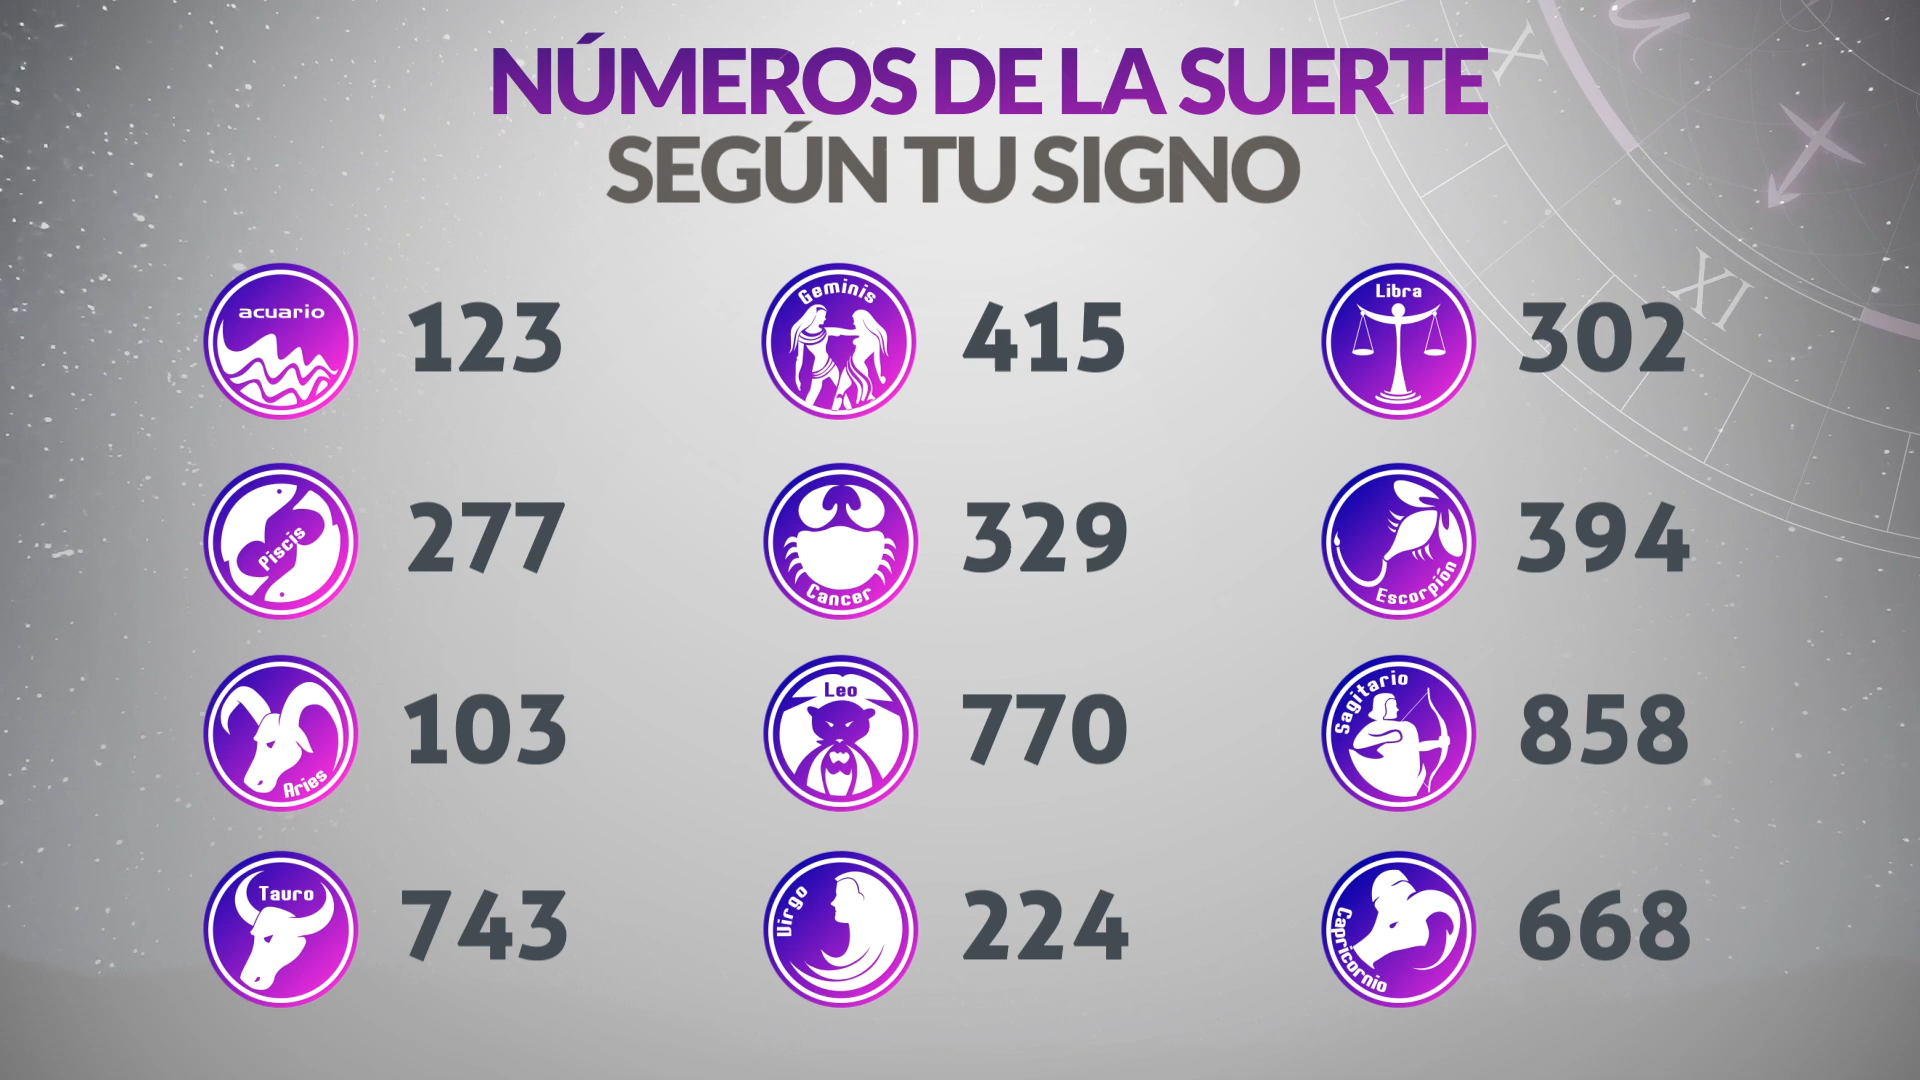 NÚMEROS DE LA SUERTE
SEGÚN TU SIGNO
acuario 123
Geminis 415
Libra 302
Piscis 277
Cancer 329
Escorpión 394
Aries 103
Leo 770
Sagitario 858
Tauro 743
Virgo 224
Capricornio 668
X
XI